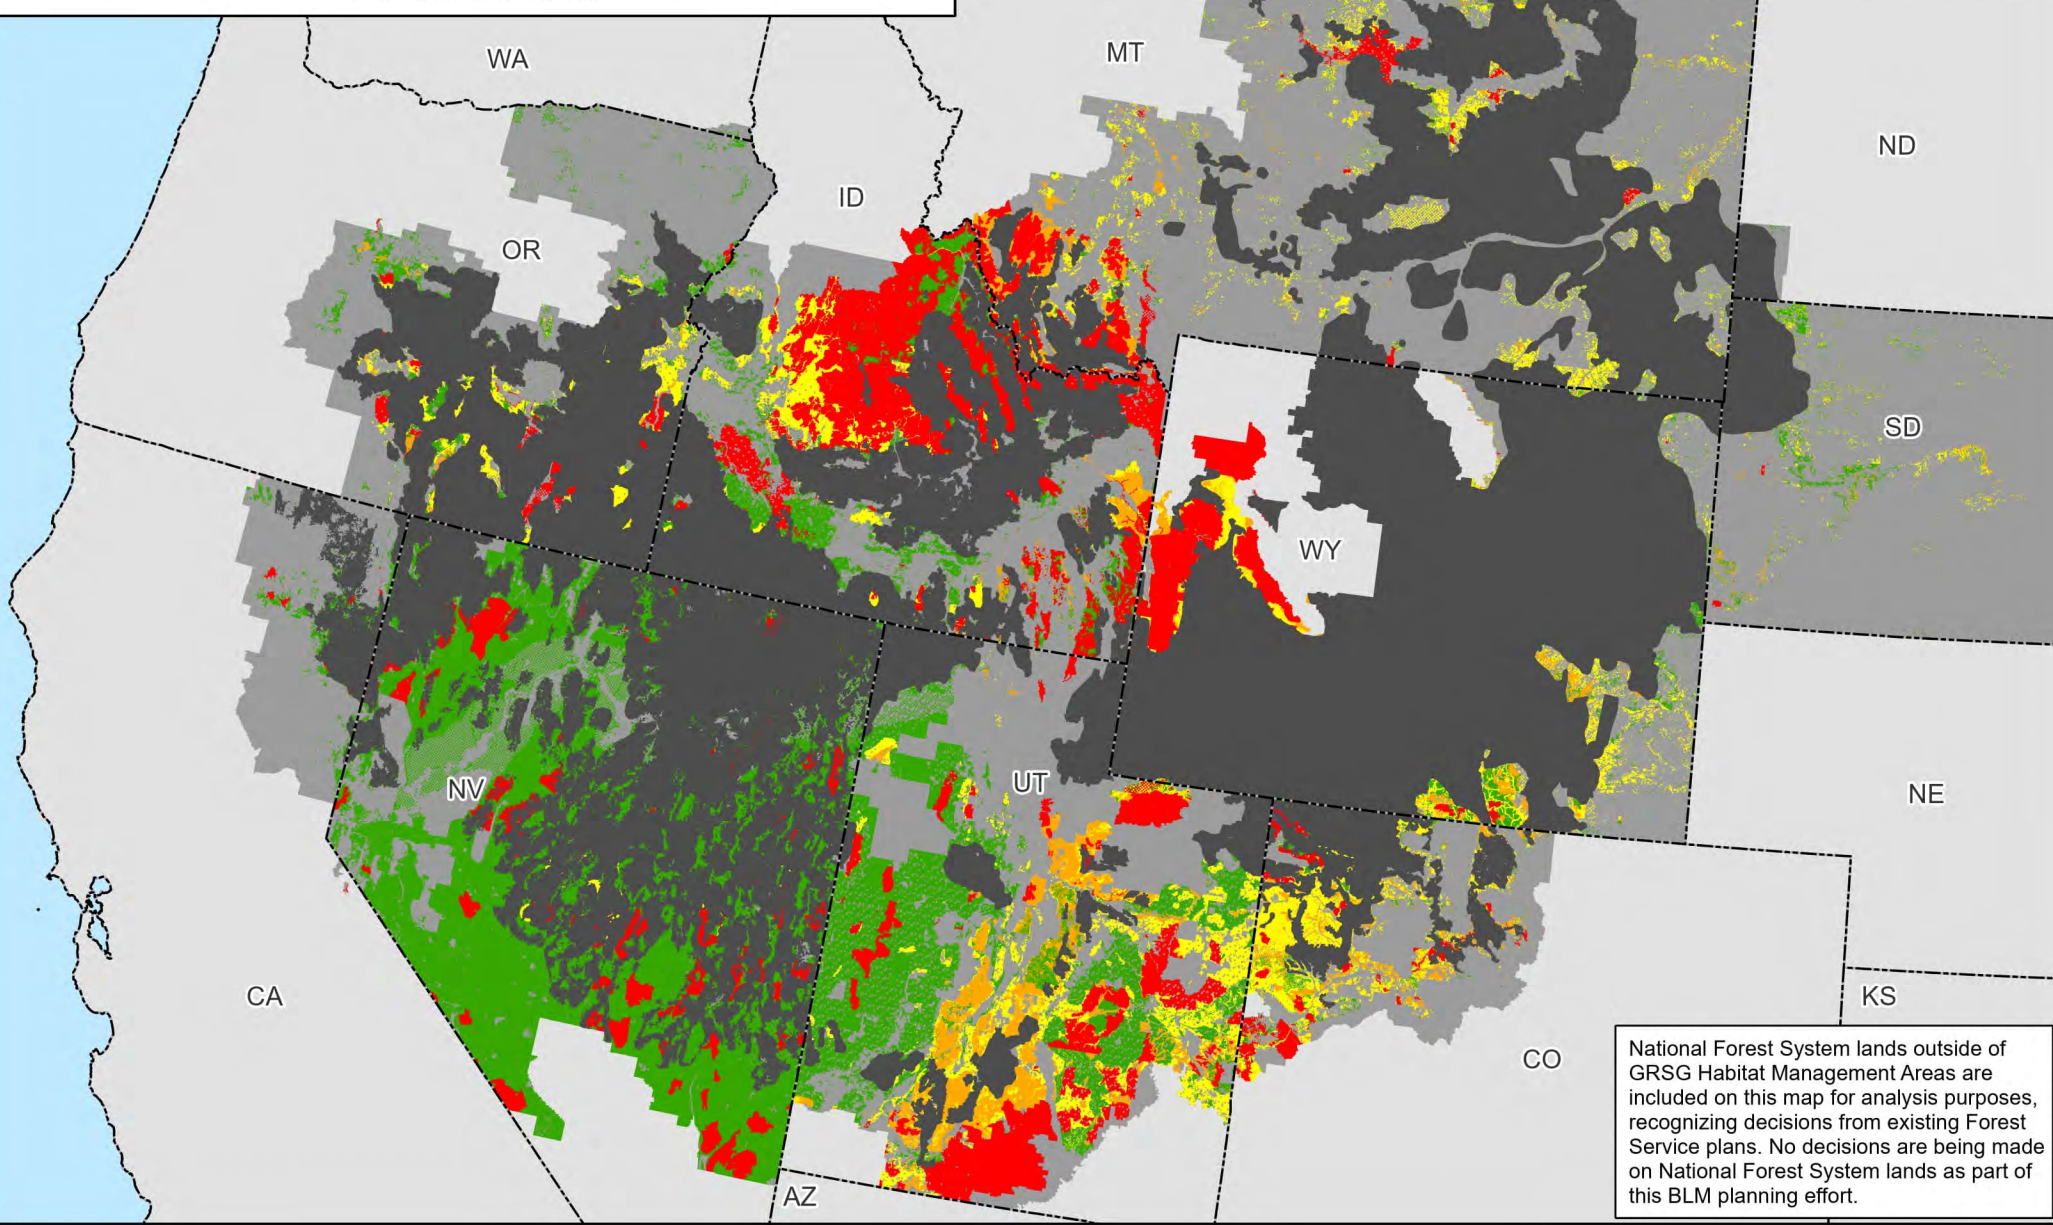 WA
MT
ND
ID
OR
SD
WY
NV
UT
NE
CA
KS
CO
AZ
National Forest System lands outside of
GRSG Habitat Management Areas are
included on this map for analysis purposes,
recognizing decisions from existing Forest
Service plans. No decisions are being made
on National Forest System lands as part of
this BLM planning effort.